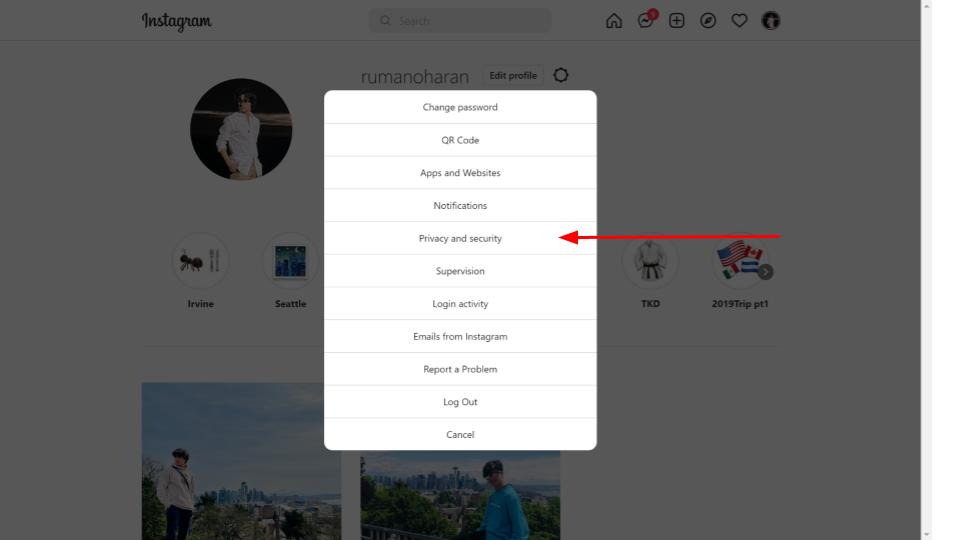 Instagram
Search
9
rumanoharan
Edit profile
Change password
QR Code
Apps and Websites
Notifications
Privacy and security
Supervision
Login activity
Emails from Instagram
Report a Problem
Log Out
Cancel
Irvine
Seattle
TKD
2019Trip pt1